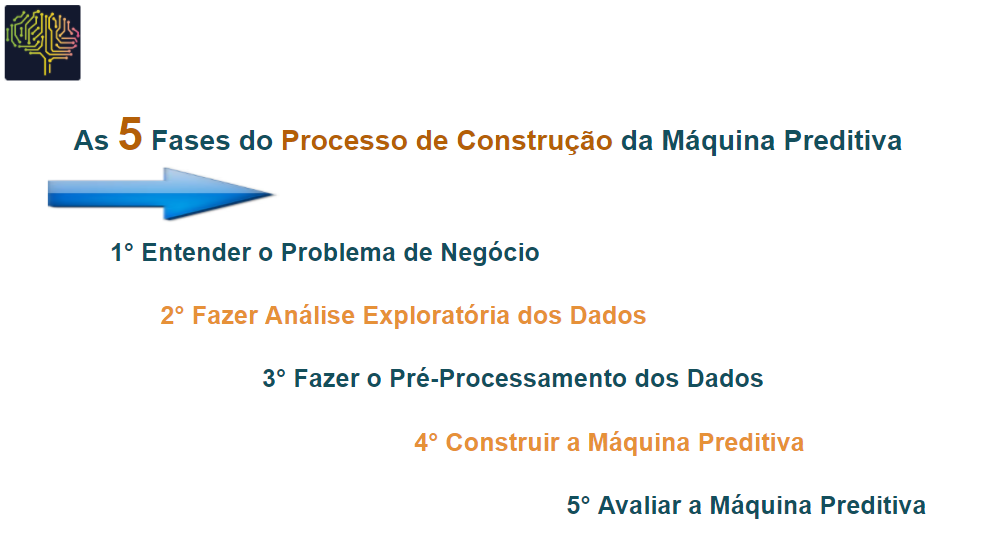 As 5 Fases do Processo de Construção da Máquina Preditiva
1° Entender o Problema de Negócio
2° Fazer Análise Exploratória dos Dados
3° Fazer o Pré-Processamento dos Dados
4° Construir a Máquina Preditiva
5° Avaliar a Máquina Preditiva